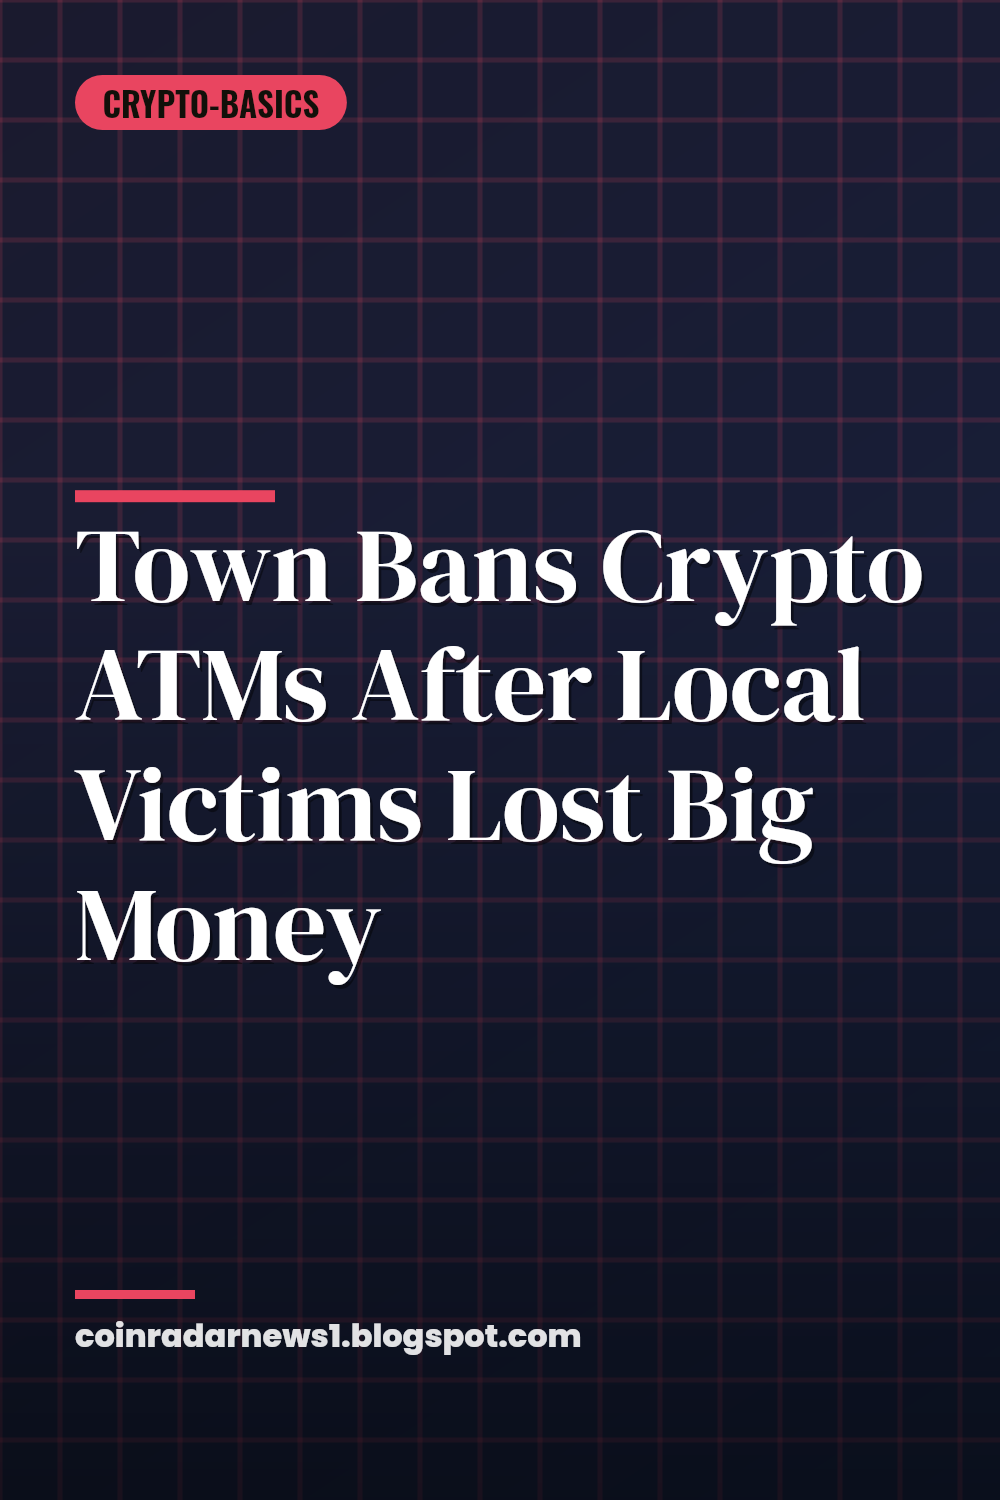 CRYPTO-BASICS
Town Bans Crypto
ATMs After Local
Victims Lost Big
Money
coinradarnews1.blogspot.com